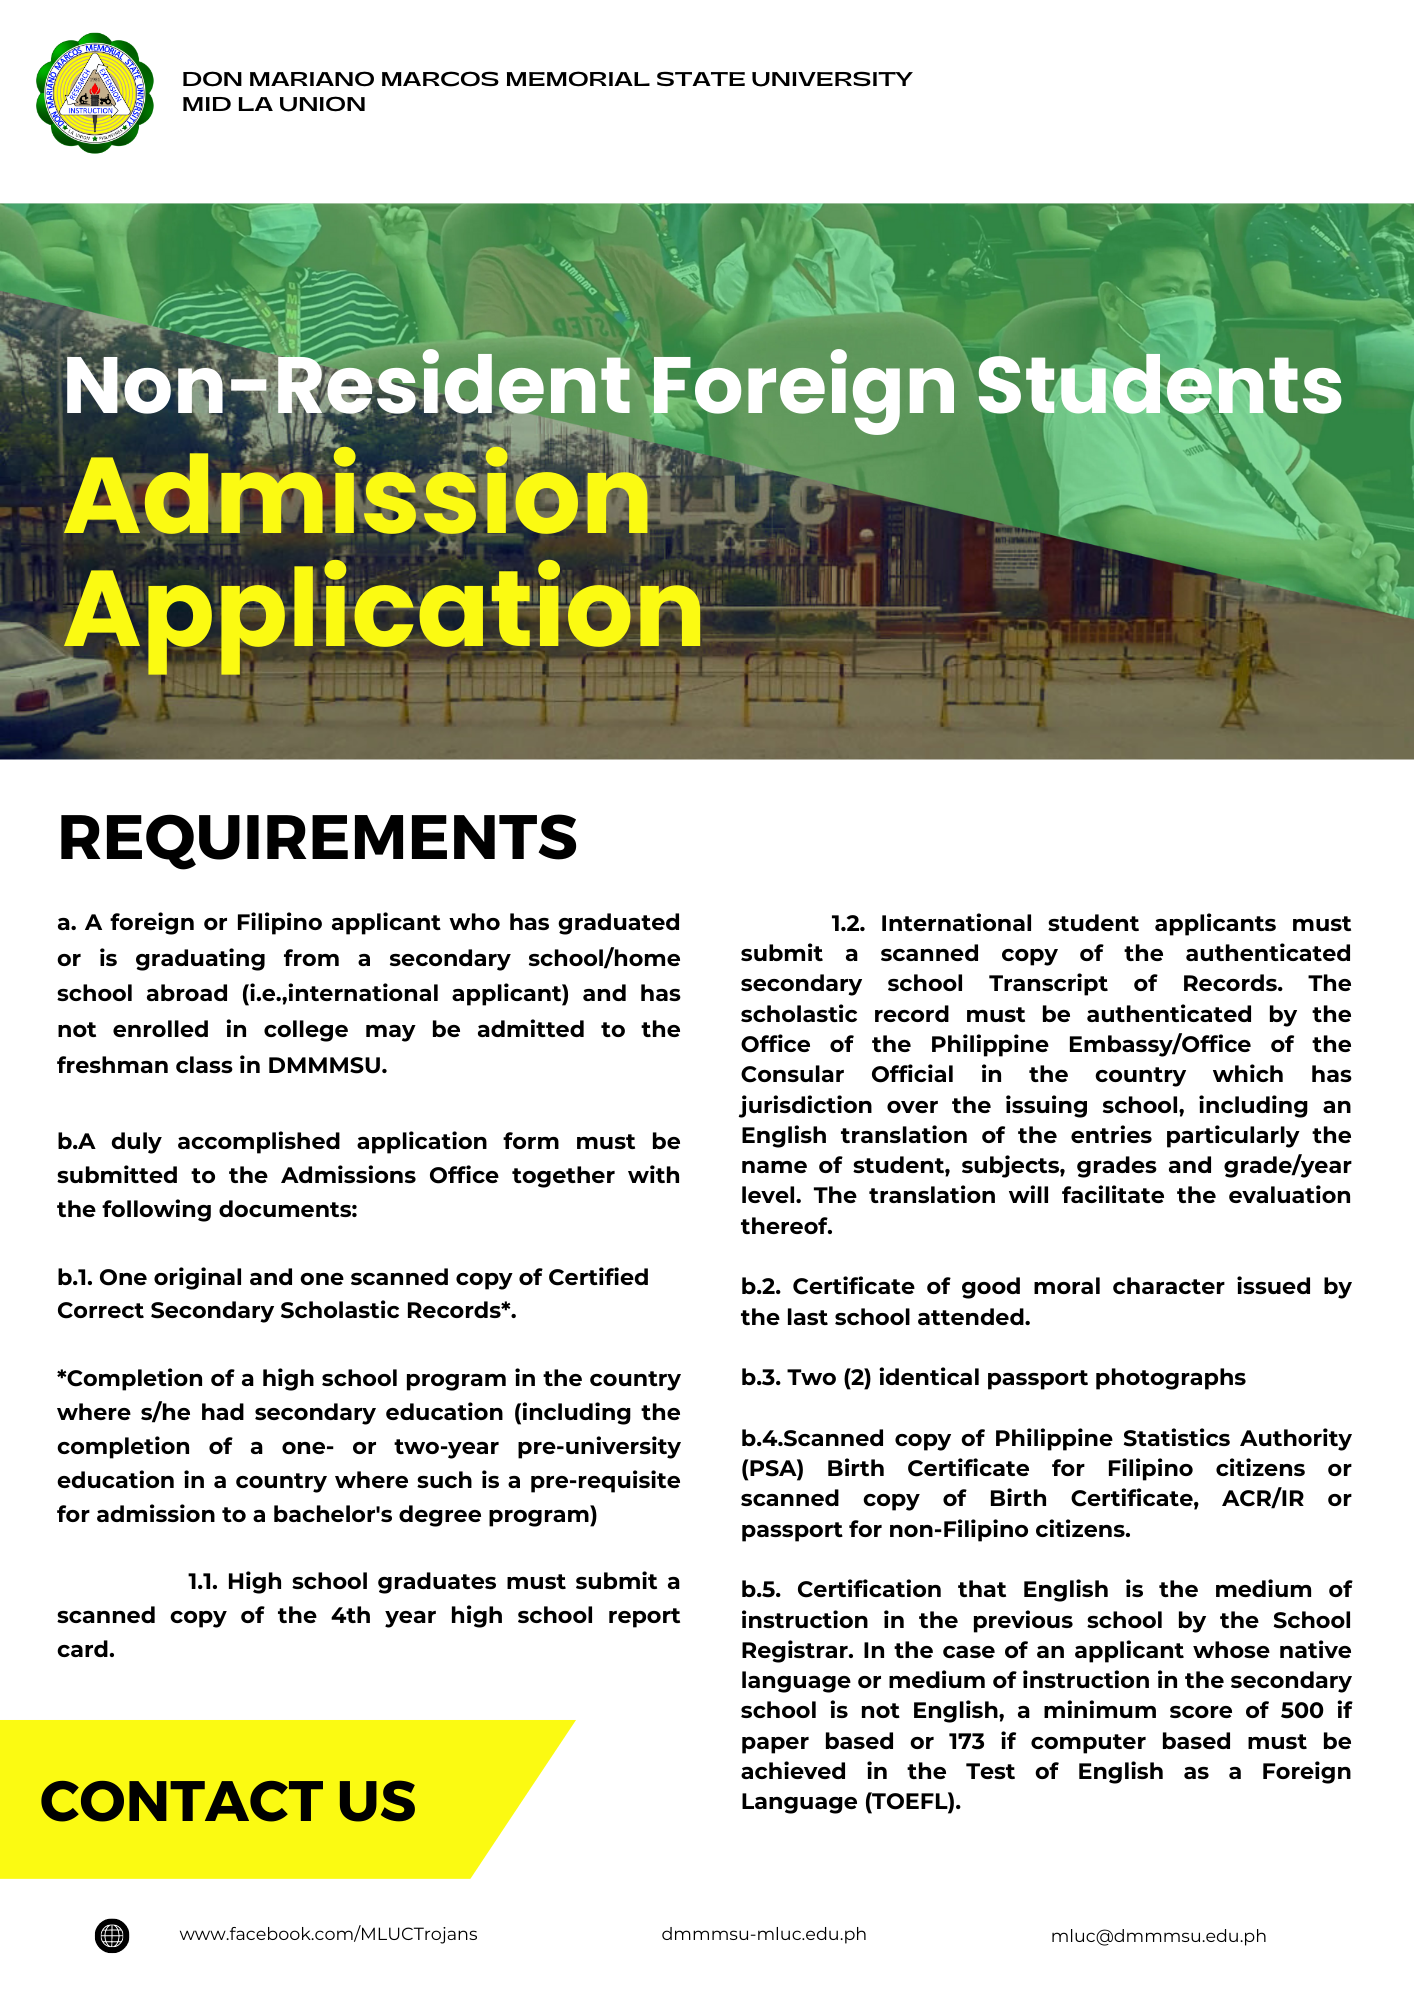 DON MARIANO MARCOS MEMORIAL STATE UNIVERSITY
INSTRUCTION
RESEARCH
EXTENSION
DON MARIANO MARCOS MEMORIAL STATE UNIVERSITY
MID LA UNION
Non-Resident Foreign Students
Admission
Application
REQUIREMENTS
a. A foreign or Filipino applicant who has graduated
or is graduating from a secondary school/home
school abroad (i.e.,international applicant) and has
not enrolled in college may be admitted to the
freshman class in DMMMSU.
b.A duly accomplished application form must be
submitted to the Admissions Office together with
the following documents:
b.1. One original and one scanned copy of Certified
Correct Secondary Scholastic Records*.
*Completion of a high school program in the country
where s/he had secondary education (including the
completion of a one- or two-year pre-university
education in a country where such is a pre-requisite
for admission to a bachelor's degree program)
1.1. High school graduates must submit a
scanned copy of the 4th year high school report
card.
1.2. International student applicants must
submit a scanned copy of the authenticated
secondary school Transcript of Records. The
scholastic record must be authenticated by the
Office of the Philippine Embassy/Office of the
Consular Official in the country which has
jurisdiction over the issuing school, including an
English translation of the entries particularly the
name of student, subjects, grades and grade/year
level. The translation will facilitate the evaluation
thereof.
b.2. Certificate of good moral character issued by
the last school attended.
b.3. Two (2) identical passport photographs
b.4.Scanned copy of Philippine Statistics Authority
(PSA) Birth Certificate for Filipino citizens or
scanned copy of Birth Certificate, ACR/IR or
passport for non-Filipino citizens.
b.5. Certification that English is the medium of
instruction in the previous school by the School
Registrar. In the case of an applicant whose native
language or medium of instruction in the secondary
school is not English, a minimum score of 500 if
paper based or 173 if computer based must be
achieved in the Test of English as a Foreign
Language (TOEFL).
CONTACT US
www.facebook.com/MLUCTrojans
dmmmsu-mluc.edu.ph
mluc@dmmmsu.edu.ph